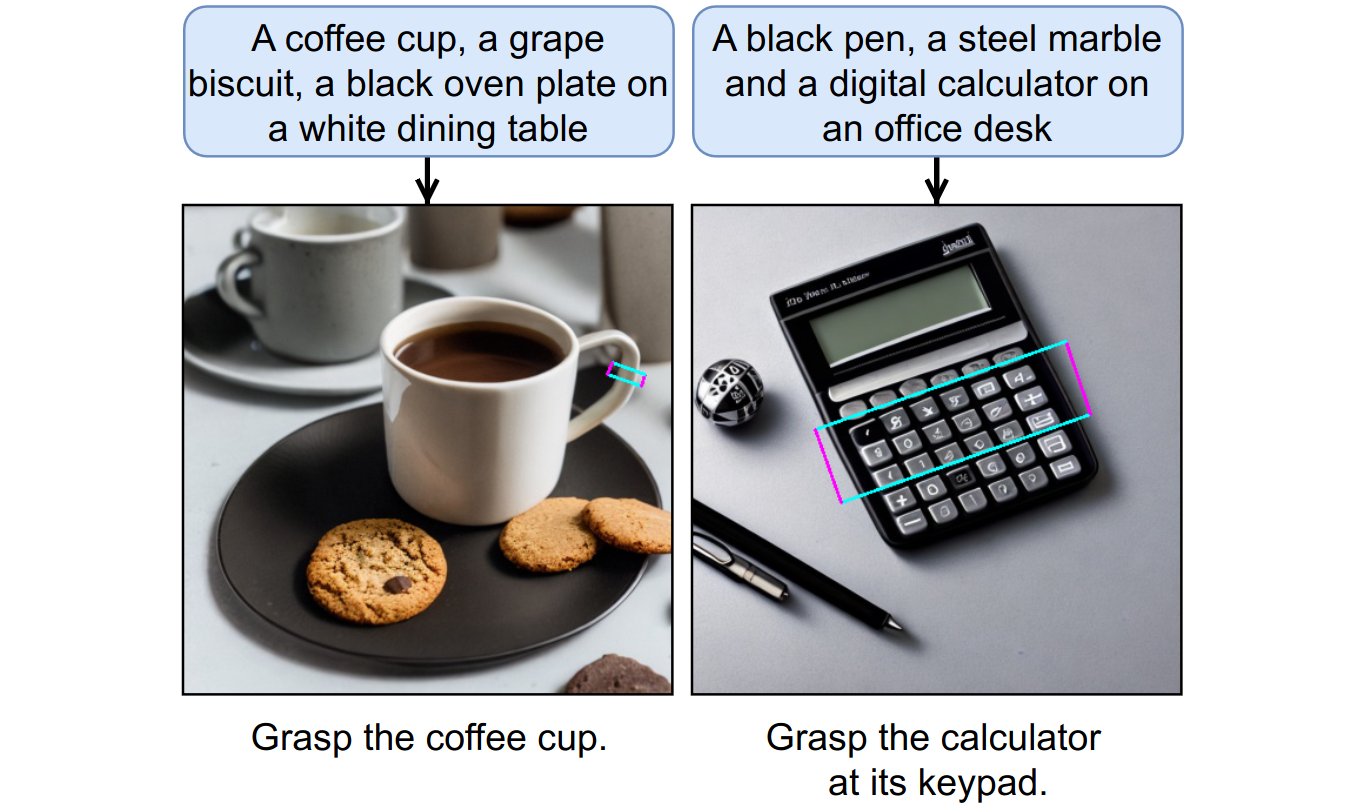 A coffee cup, a grape
biscuit, a black oven plate on
a white dining table
A black pen, a steel marble
and a digital calculator on
an office desk
Grasp the coffee cup.
Grasp the calculator
at its keypad.